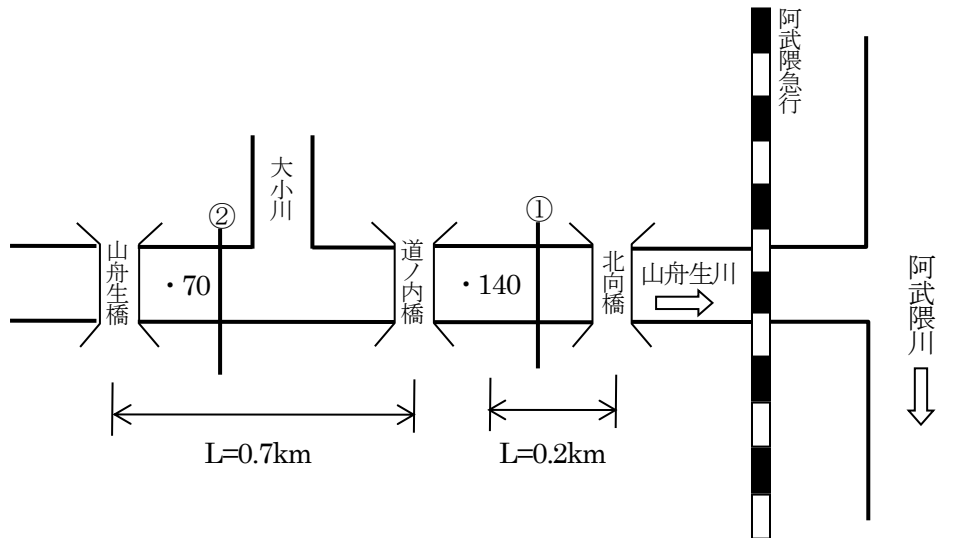 阿武隈急行
大小川
②
①
山舟生橋
・70
道ノ内橋
・140
北向橋
山舟生川
阿武隈川
L=0.7km
L=0.2km